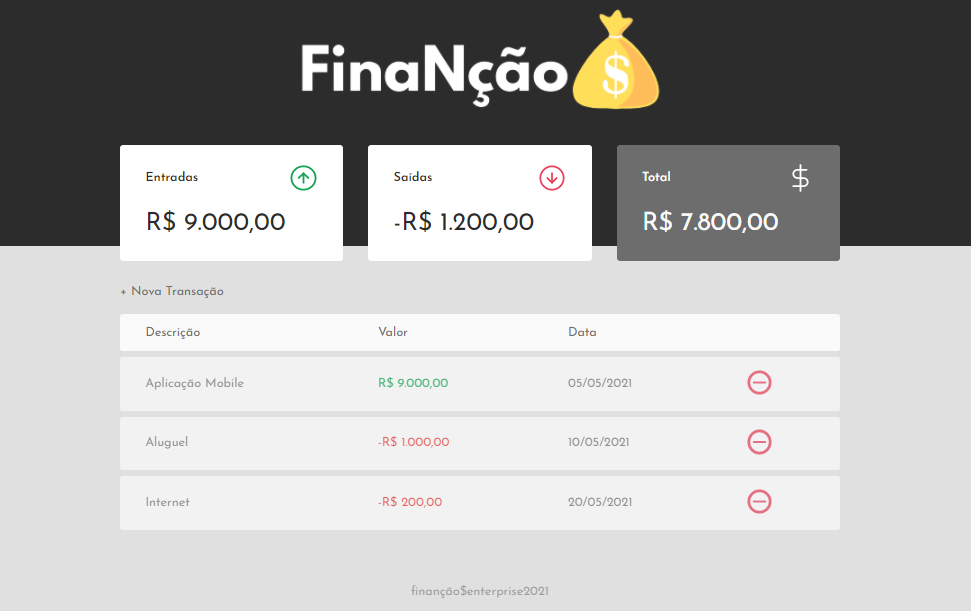 FinaNção
Entradas
R$ 9.000,00
Saídas
-R$ 1.200,00
Total
$
R$ 7.800,00
+ Nova Transação
Descrição Valor Data
Aplicação Mobile R$ 9.000,00 05/05/2021
Aluguel -R$ 1.000,00 10/05/2021
Internet -R$ 200,00 20/05/2021
finanção$enterprise2021